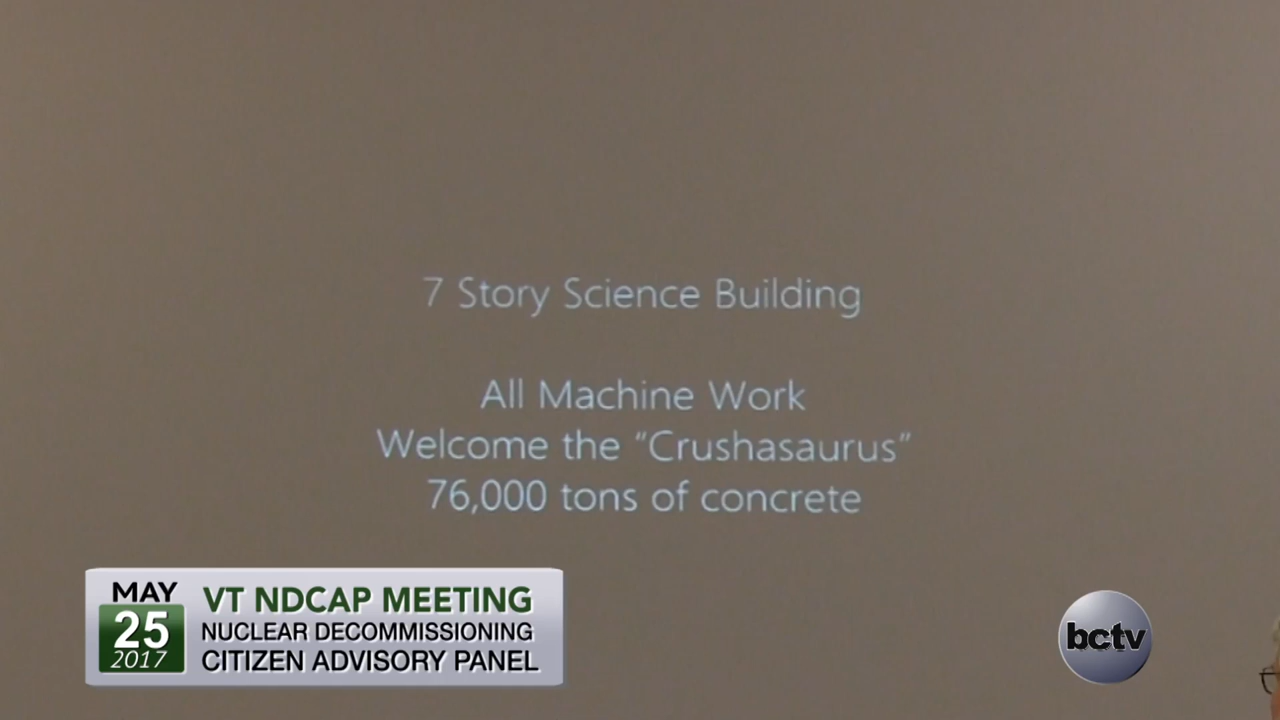 7 Story Science Building
All Machine Work
Welcome the “Crushasaurus”
76,000 tons of concrete
MAY
25
2017
VT NDCAP MEETING
NUCLEAR DECOMMISSIONING
CITIZEN ADVISORY PANEL
bctv